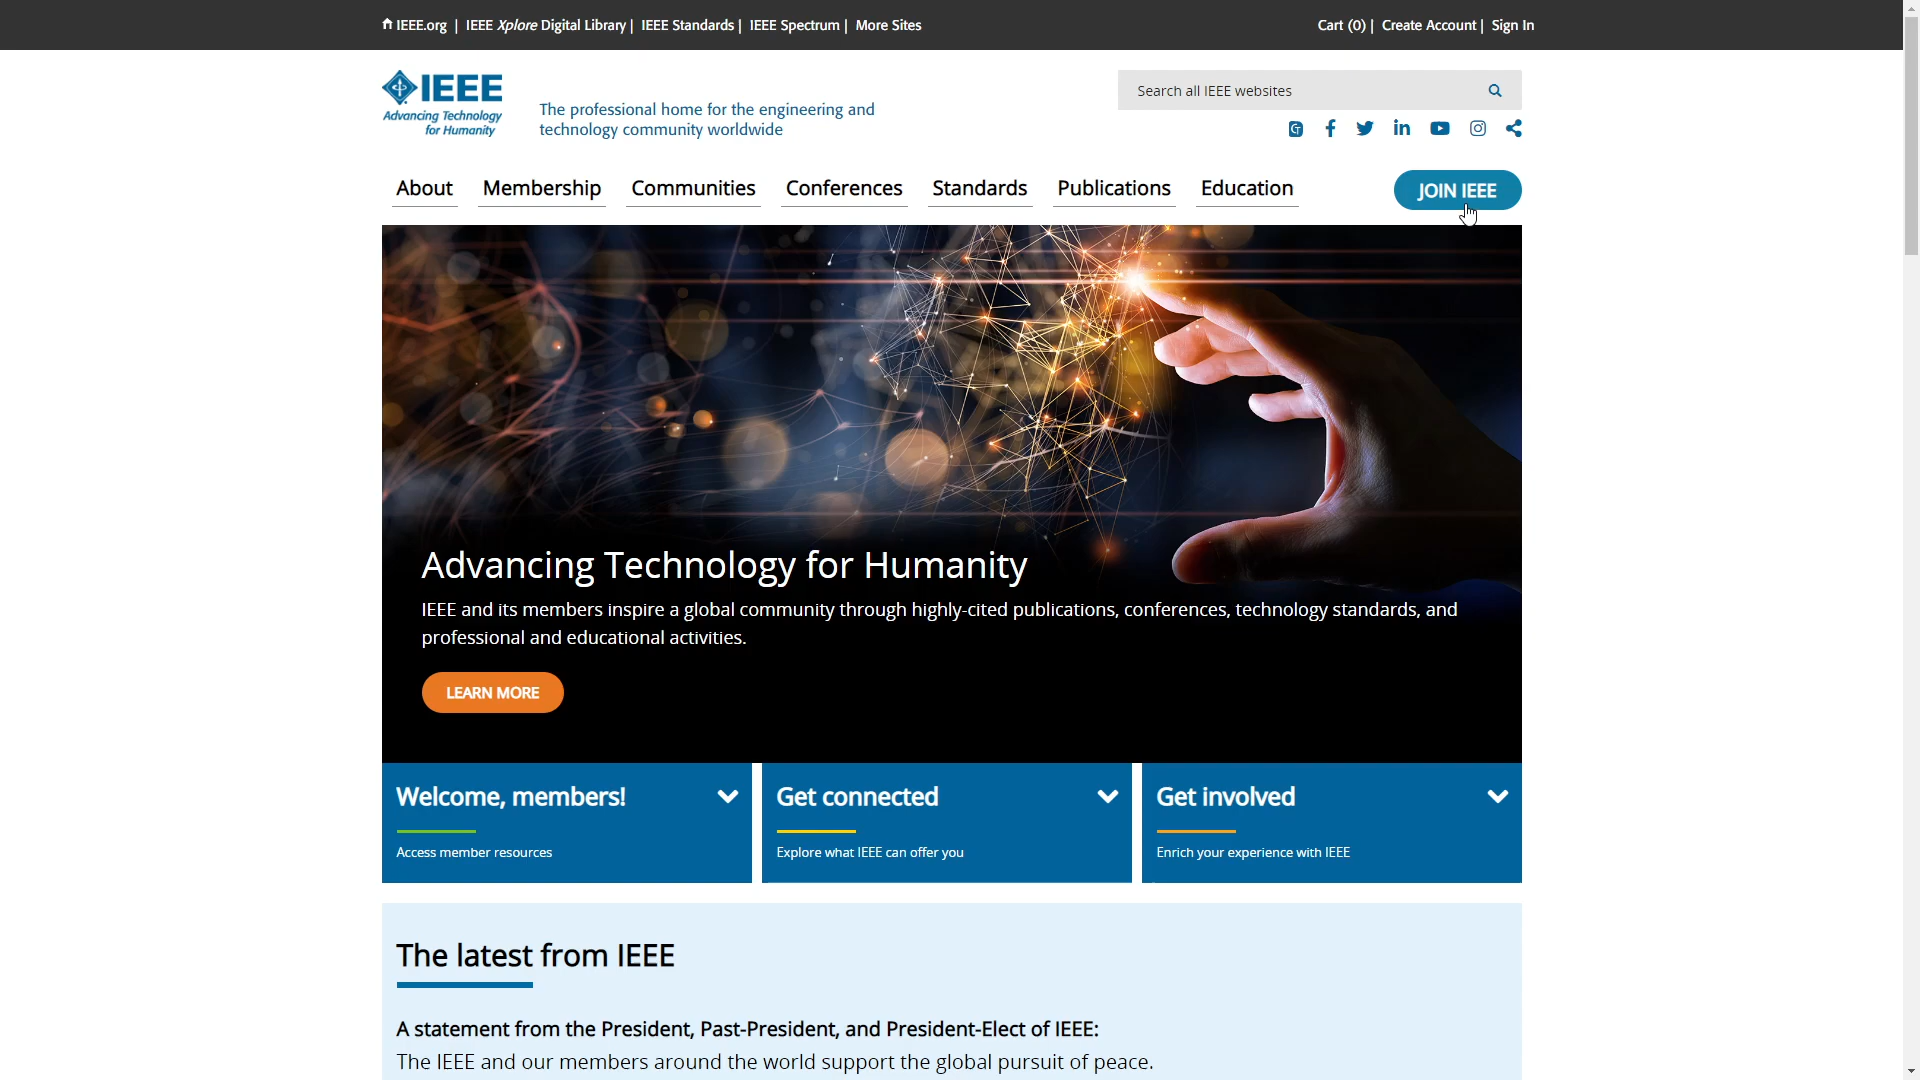 IEEE.org | IEEE Xplore Digital Library | IEEE Standards | IEEE Spectrum | More Sites
Cart (0) | Create Account | Sign In
IEEE
Advancing Technology
for Humanity
The professional home for the engineering and
technology community worldwide
Search all IEEE websites
About Membership Communities Conferences Standards Publications Education
JOIN IEEE
Advancing Technology for Humanity
IEEE and its members inspire a global community through highly-cited publications, conferences, technology standards, and
professional and educational activities.
LEARN MORE
Welcome, members!
Access member resources
Get connected
Explore what IEEE can offer you
Get involved
Enrich your experience with IEEE
The latest from IEEE
A statement from the President, Past-President, and President-Elect of IEEE:
The IEEE and our members around the world support the global pursuit of peace.